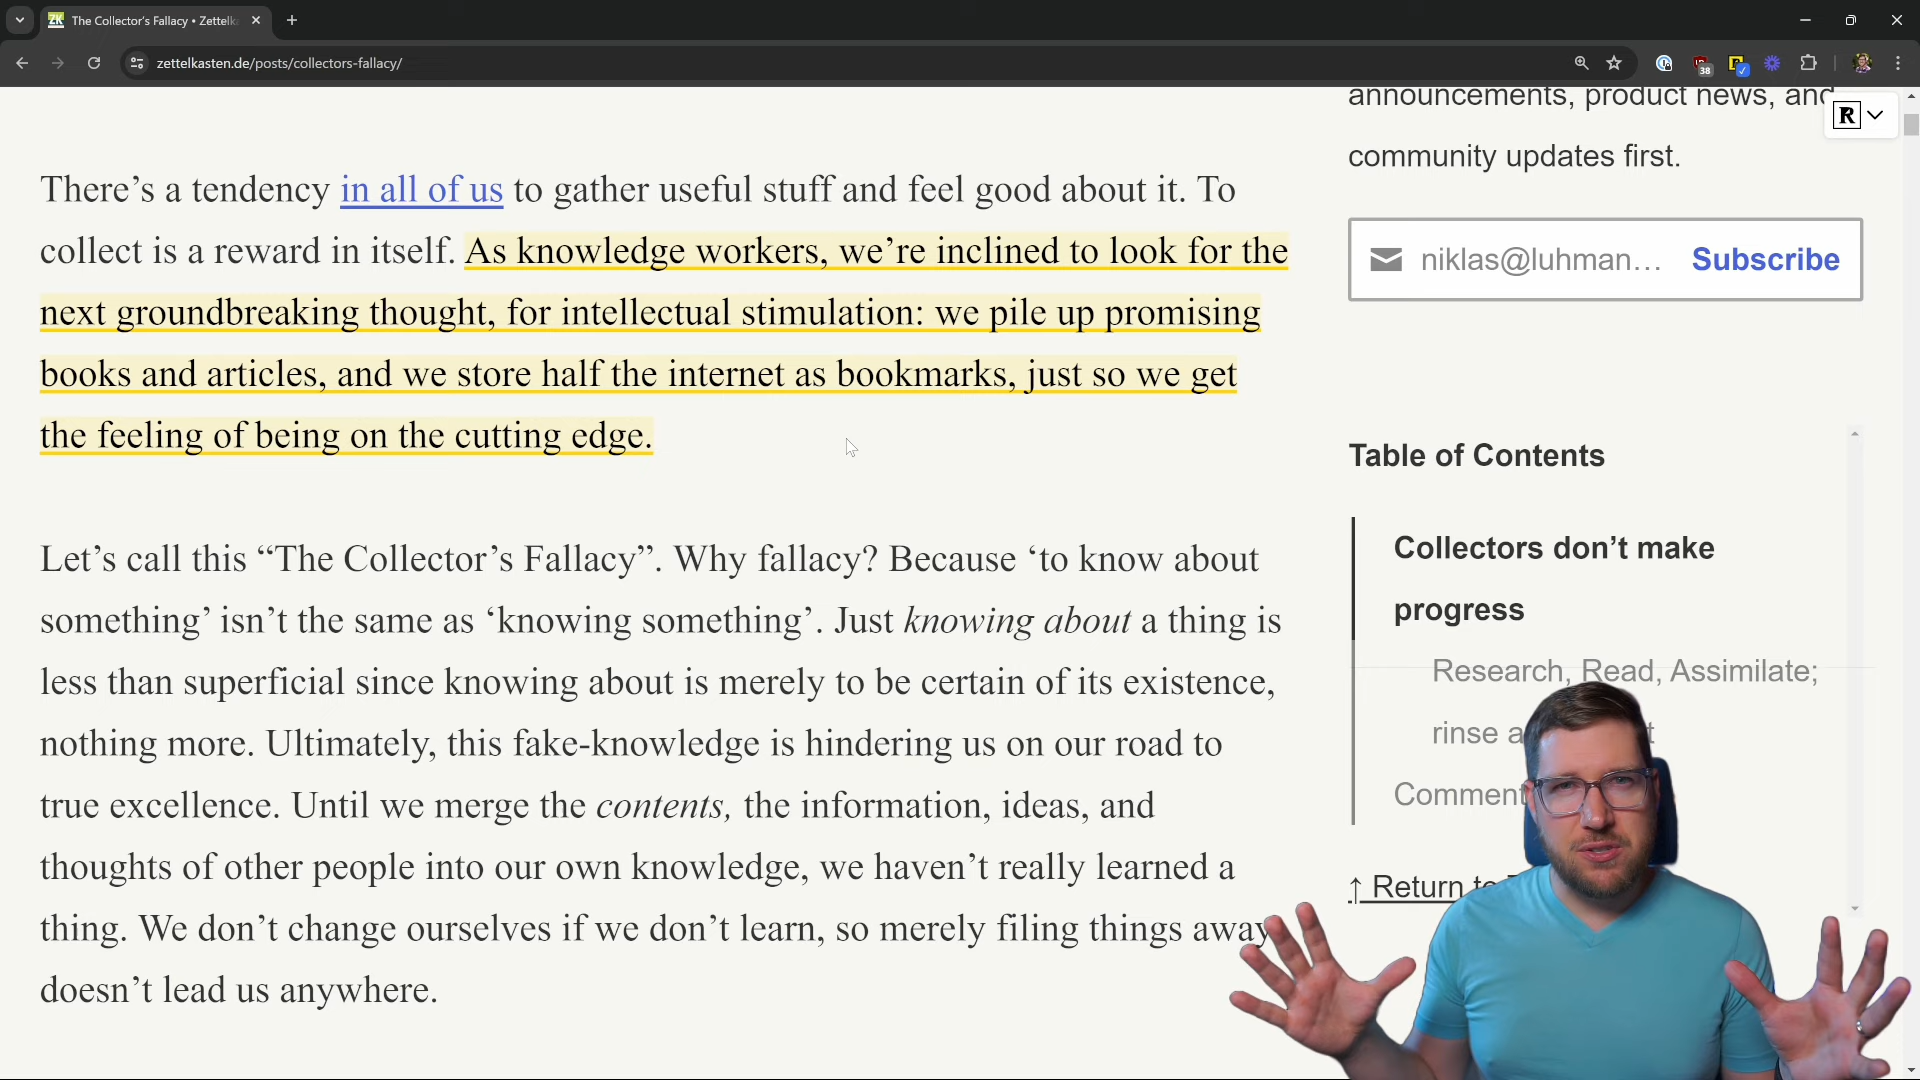 The Collector's Fallacy • Zettelk
zettelkasten.de/posts/collectors-fallacy/
38
There's a tendency in all of us to gather useful stuff and feel good about it. To
collect is a reward in itself. As knowledge workers, we're inclined to look for the
next groundbreaking thought, for intellectual stimulation: we pile up promising
books and articles, and we store half the internet as bookmarks, just so we get
the feeling of being on the cutting edge.
Let's call this “The Collector's Fallacy”. Why fallacy? Because ‘to know about
something’ isn't the same as ‘knowing something’. Just knowing about a thing is
less than superficial since knowing about is merely to be certain of its existence,
nothing more. Ultimately, this fake-knowledge is hindering us on our road to
true excellence. Until we merge the contents, the information, ideas, and
thoughts of other people into our own knowledge, we haven't really learned a
thing. We don't change ourselves if we don't learn, so merely filing things away
doesn't lead us anywhere.
announcements, product news, and
R
community updates first.
niklas@luhman... Subscribe
Table of Contents
Collectors don't make
progress
Research, Read, Assimilate;
rinse
Comment
↑ Return to